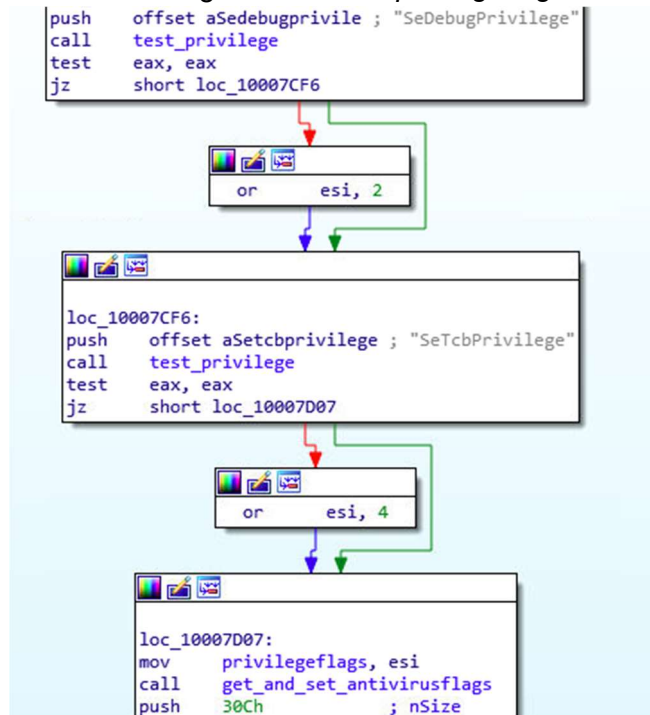 push offset aSedebugprivile ; "SeDebugPrivilege"
call test_privilege
test eax, eax
jz short loc_10007CF6
or esi, 2
loc_10007CF6:
push offset aSetcbprivilege ; "SeTcbPrivilege"
call test_privilege
test eax, eax
jz short loc_10007D07
or esi, 4
loc_10007D07:
mov privilegeflags, esi
call get_and_set_antivirusflags
push 30Ch ; nSize